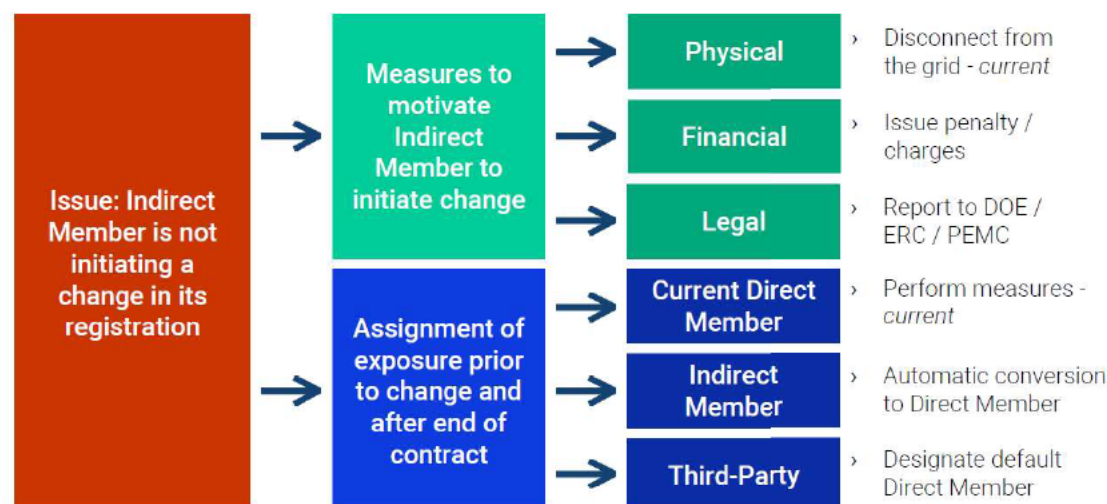 Issue: Indirect
Member is not
initiating a
change in its
registration
Measures to
motivate
Indirect
Member to
initiate change
Physical
› Disconnect from
the grid - current
Financial
› Issue penalty /
charges
Legal
› Report to DOE /
ERC / PEMC
Assignment of
exposure prior
to change and
after end of
contract
Current Direct
Member
› Perform measures -
current
Indirect
Member
› Automatic conversion
to Direct Member
Third-Party
› Designate default
Direct Member